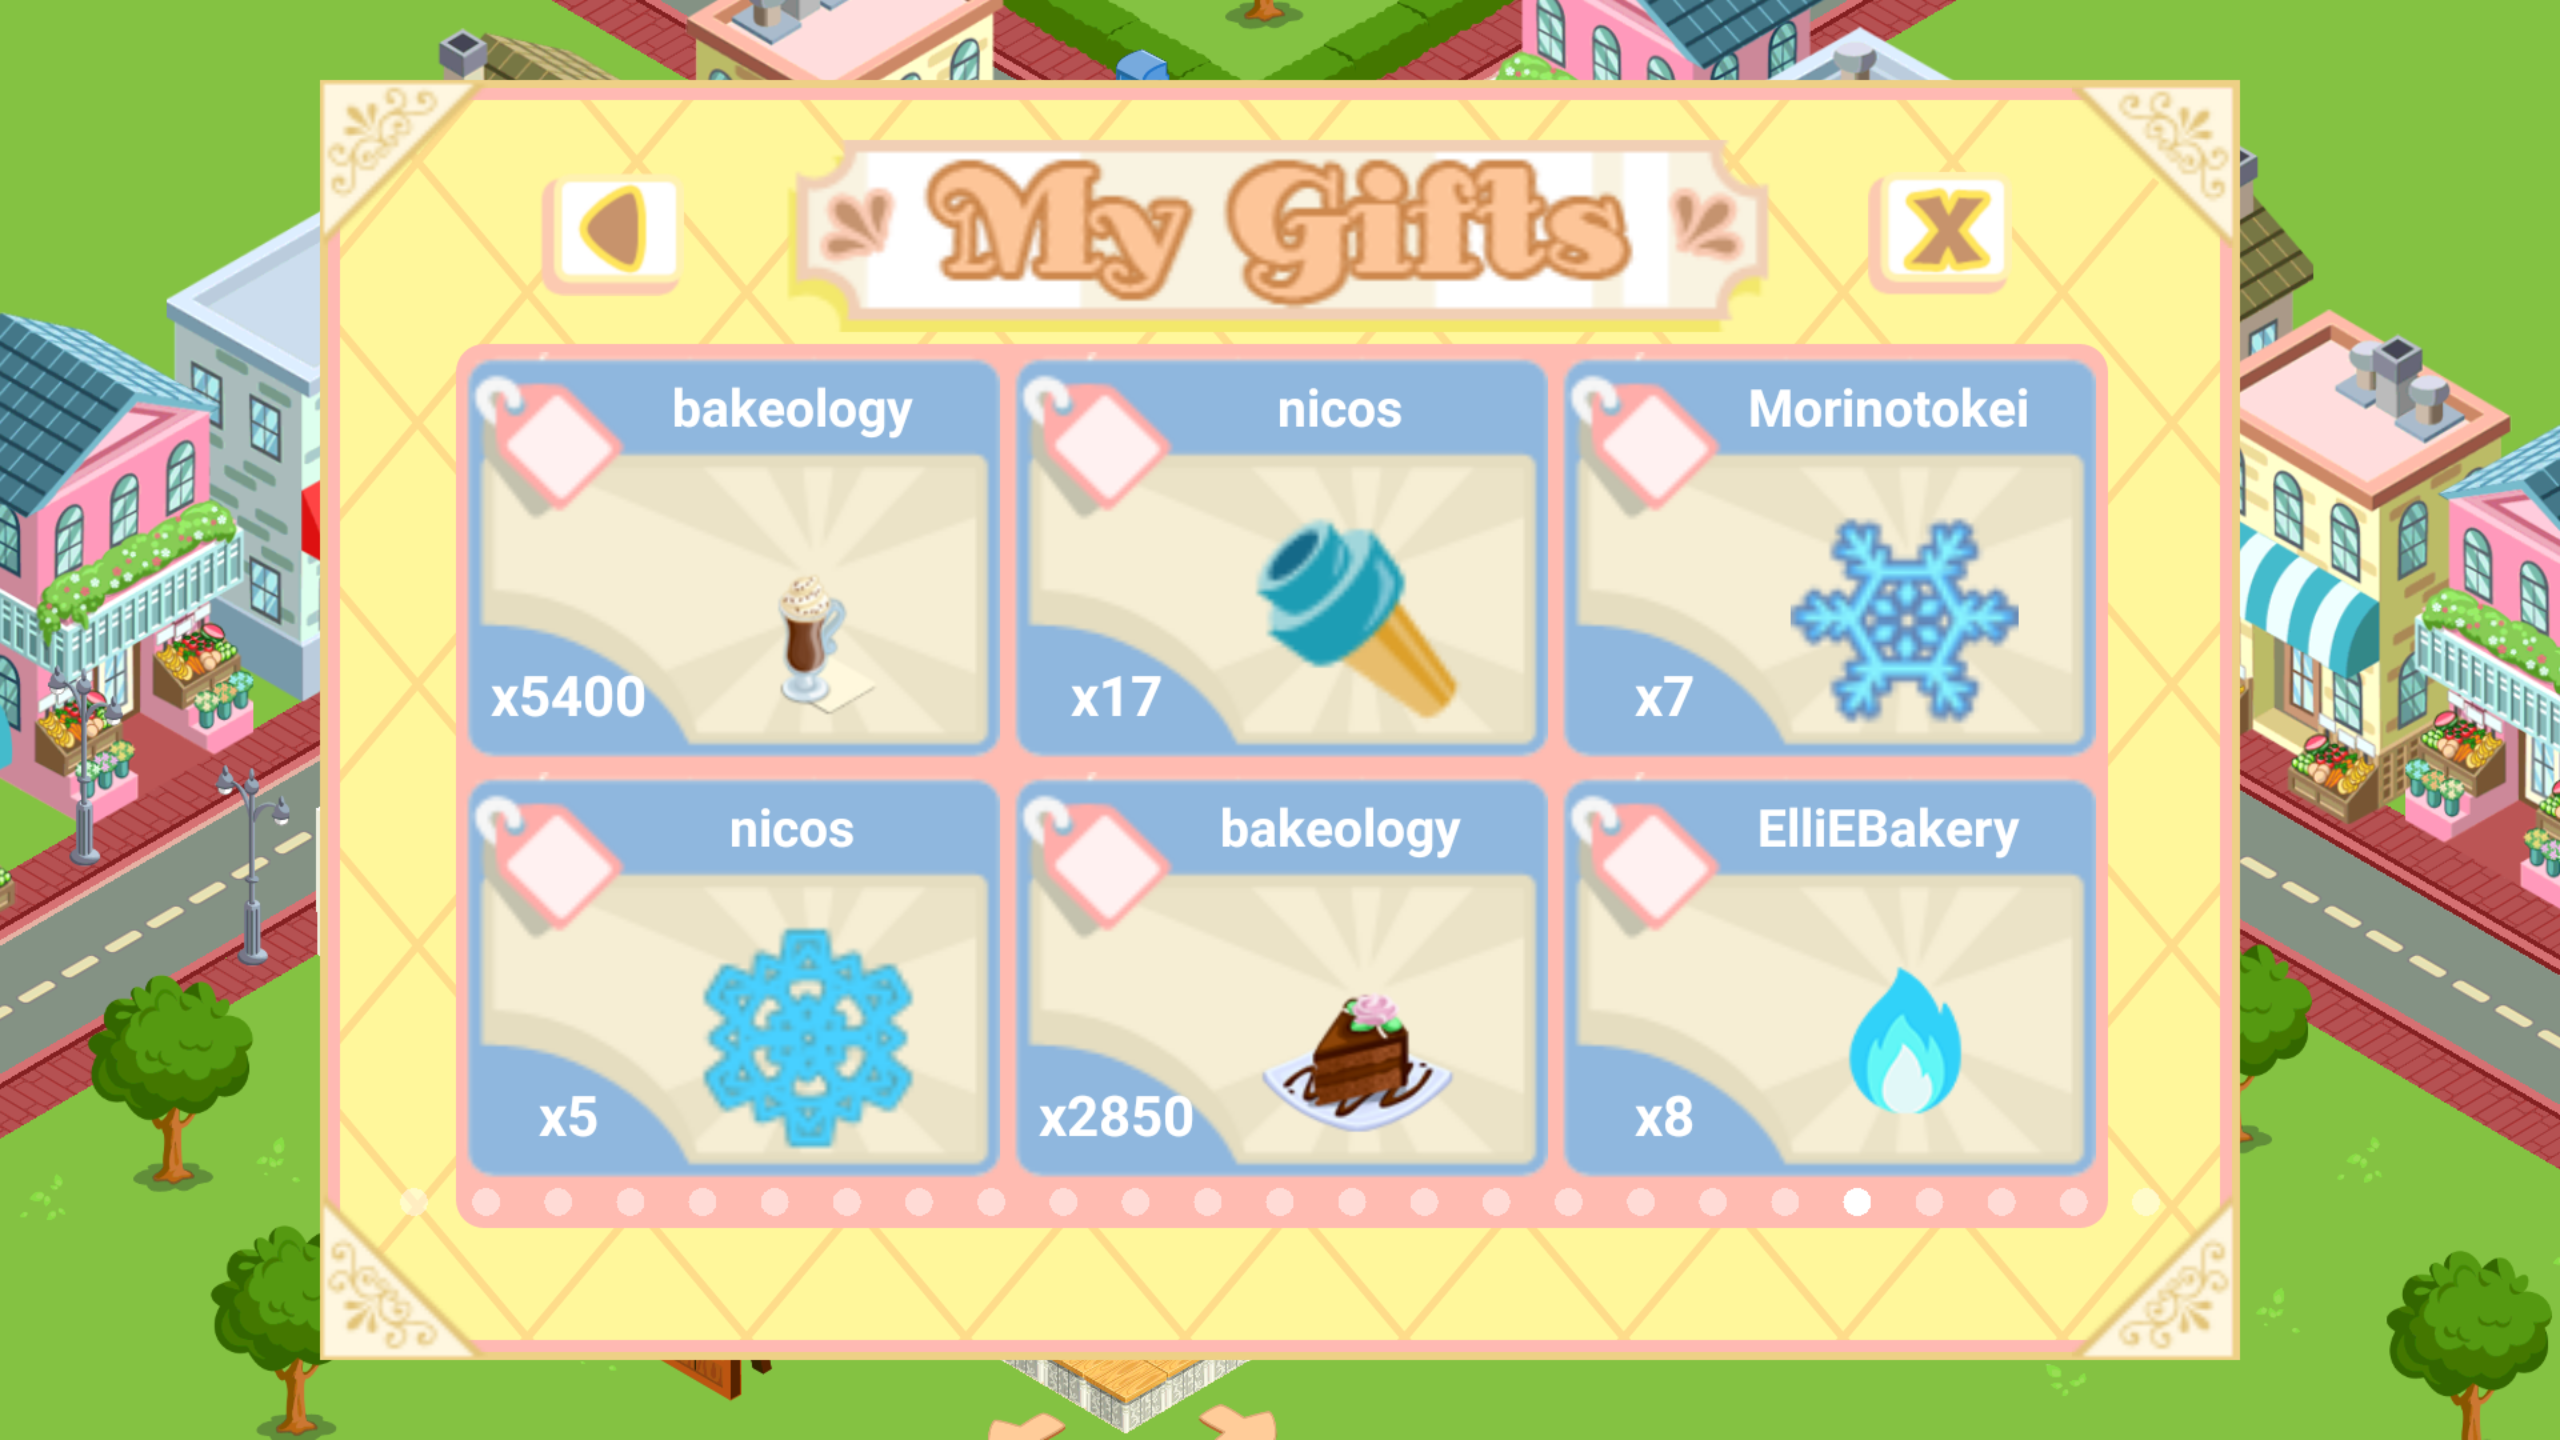 My Gifts
X
bakeology
x5400
nicos
x17
Morinotokei
x7
nicos
x5
bakeology
x2850
ElliEBakery
x8